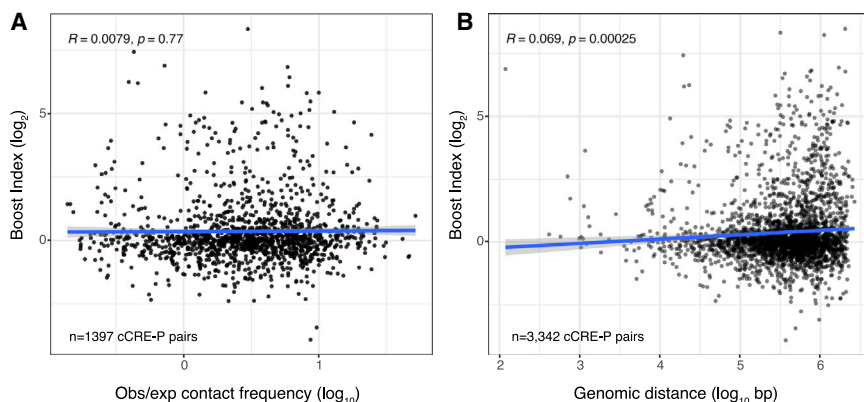 A
R = 0.0079, p = 0.77
Boost Index (log2)
5
0
n=1397 cCRE-P pairs
0
1
Obs/exp contact frequency (log10)
B
R = 0.069, p = 0.00025
Boost Index (log2)
5
0
n=3,342 cCRE-P pairs
2
3
4
5
6
Genomic distance (log10 bp)